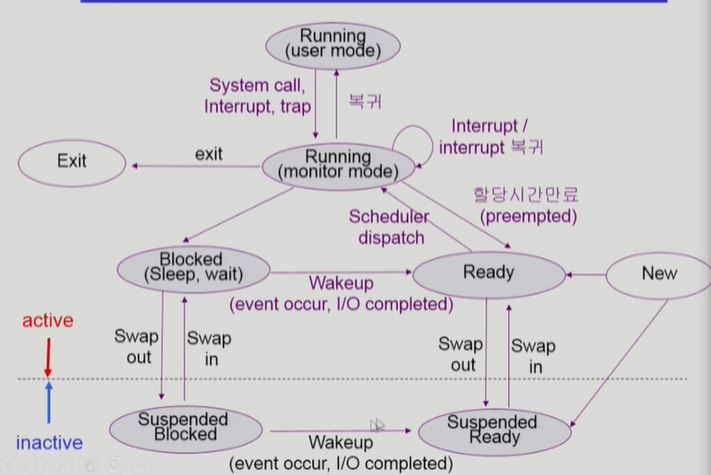 Running
(user mode)
System call,
Interrupt, trap
복귀
Interrupt /
interrupt 복귀
Exit
exit
Running
(monitor mode)
할당시간만료
(preempted)
Scheduler
dispatch
Blocked
(Sleep, wait)
Wakeup
(event occur, I/O completed)
Ready
New
active
Swap
out
Swap
in
Swap
out
Swap
in
inactive
Suspended
Blocked
Wakeup
(event occur, I/O completed)
Suspended
Ready